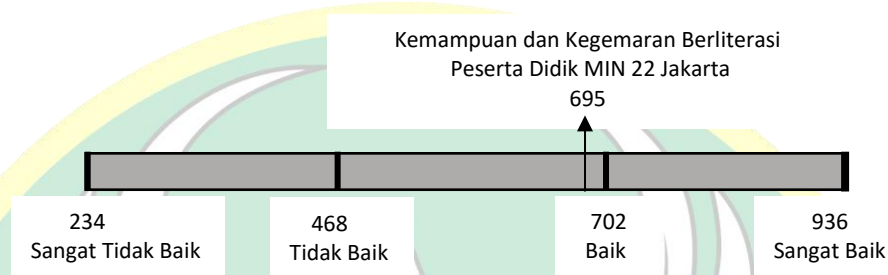 Kemampuan dan Kegemaran Berliterasi
Peserta Didik MIN 22 Jakarta
695
234
Sangat Tidak Baik
468
Tidak Baik
702
Baik
936
Sangat Baik